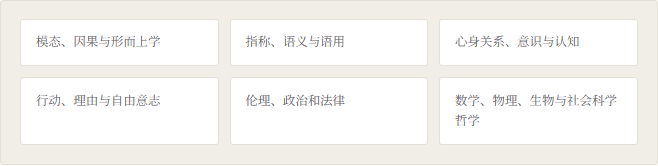 模态、因果与形而上学
指称、语义与语用
心身关系、意识与认知
行动、理由与自由意志
伦理、政治和法律
数学、物理、生物与社会科学
哲学